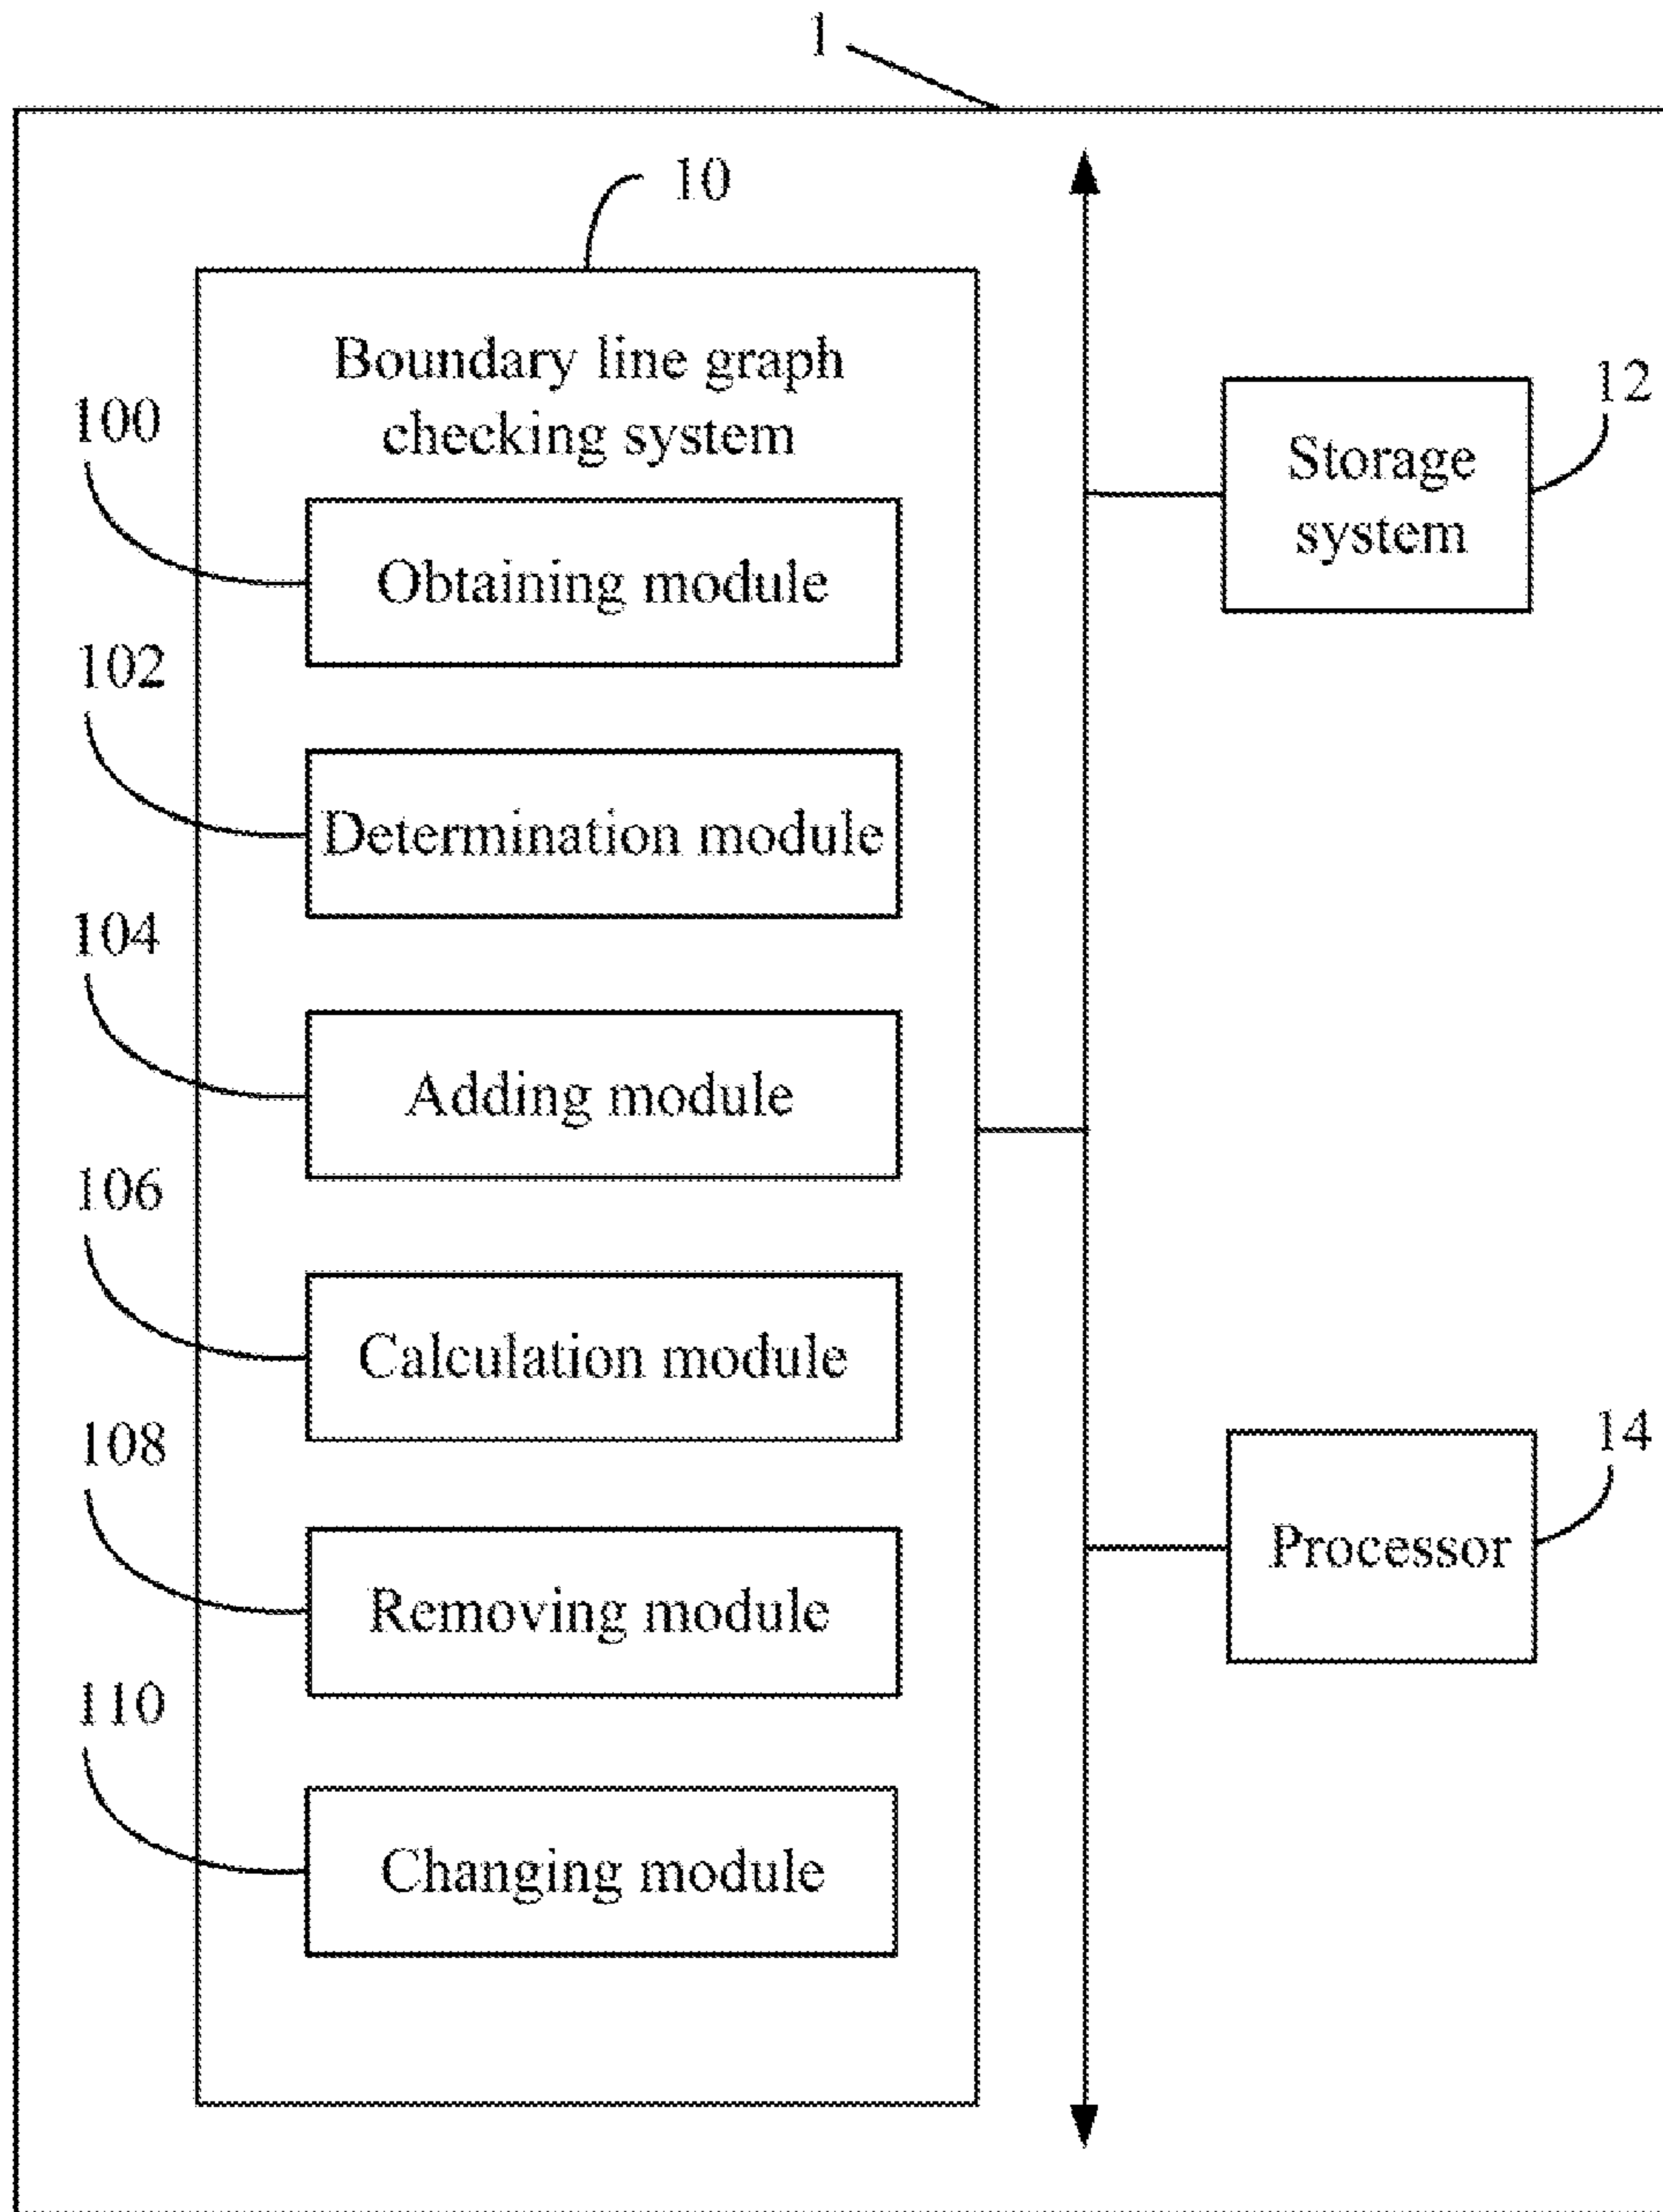 1
10
Boundary line graph
checking system
100
Obtaining module
102
Determination module
104
Adding module
106
Calculation module
108
Removing module
110
Changing module
12
Storage
system
14
Processor